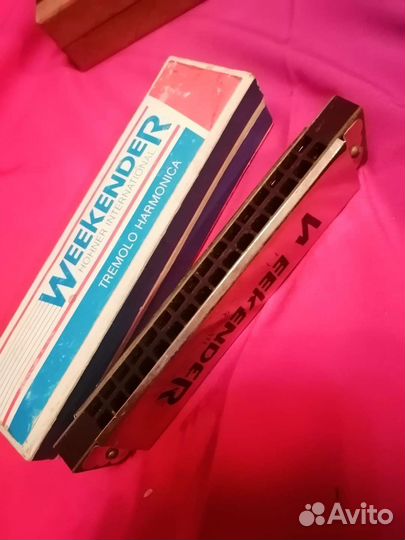 WEEKENDER
HOHNER INTERNATIONAL
TREMOLO HARMONICA
WEEKENDER
Avito